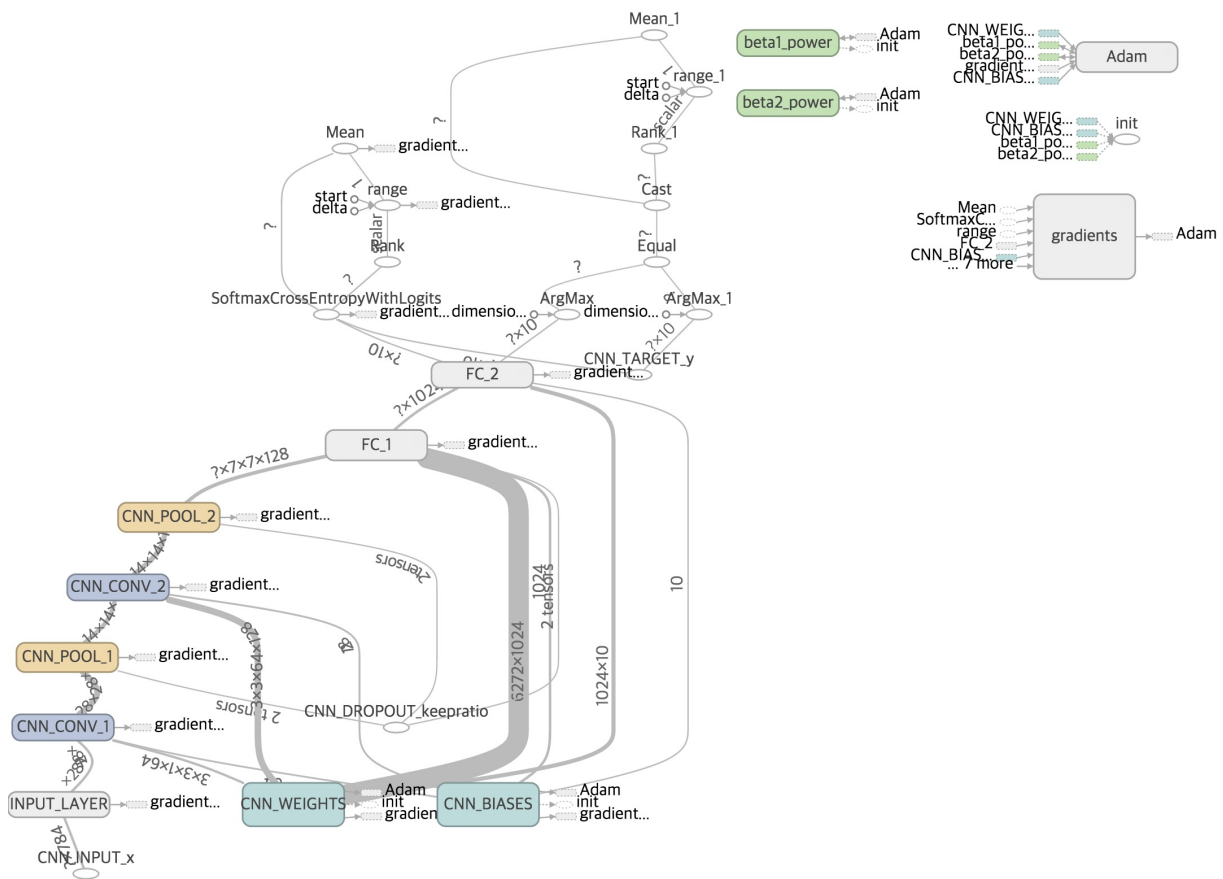 Mean_1
beta1_power
Adam
init
CNN_WEIG...
beta1_po...
beta2_po...
gradient...
CNN_BIAS...
Adam
start
delta
range_1
scalar
beta2_power
Adam
init
CNN_WEIG...
CNN_BIAS...
beta1_po...
beta2_po...
init
?
Mean
gradient...
Rank_1
?
start
delta
range
gradient...
Cast
?
?
scalar
Rank
Equal
Mean
SoftmaxC...
range
FC_2
CNN_BIAS...
... 7 more
gradients
Adam
?
?
SoftmaxCrossEntropyWithLogits
gradient...
dimensio...
ArgMax
dimensio...
ArgMax_1
?×10
?×10
?×10
CNN_TARGET_y
FC_2
gradient...
?×1024
FC_1
gradient...
?×7×7×128
CNN_POOL_2
gradient...
2 tensors
1024
2 tensors
10
CNN_CONV_2
gradient...
3×3×64×128
6272×1024
1024×10
CNN_POOL_1
gradient...
2 tensors
CNN_DROPOUT_keepratio
CNN_CONV_1
gradient...
3×3×1×64
INPUT_LAYER
gradient...
CNN_WEIGHTS
Adam
init
gradien
CNN_BIASES
Adam
init
gradient...
?×784
CNN_INPUT_x